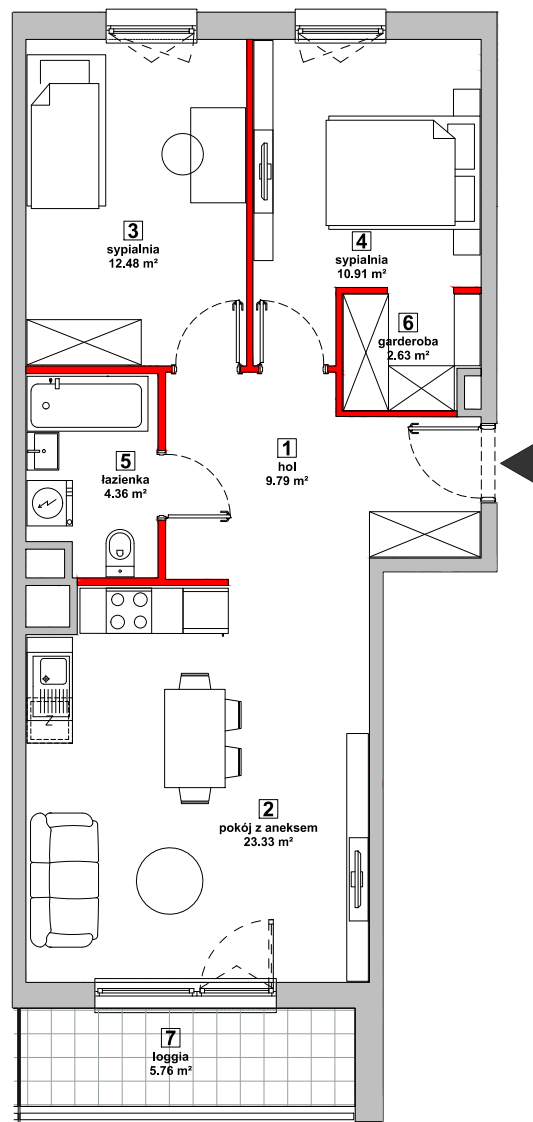 3
sypialnia
12.48 m²
4
sypialnia
10.91 m²
6
garderoba
2.63 m²
1
hol
9.79 m²
5
łazienka
4.36 m²
Z
2
pokój z aneksem
23.33 m²
7
loggia
5.76 m²